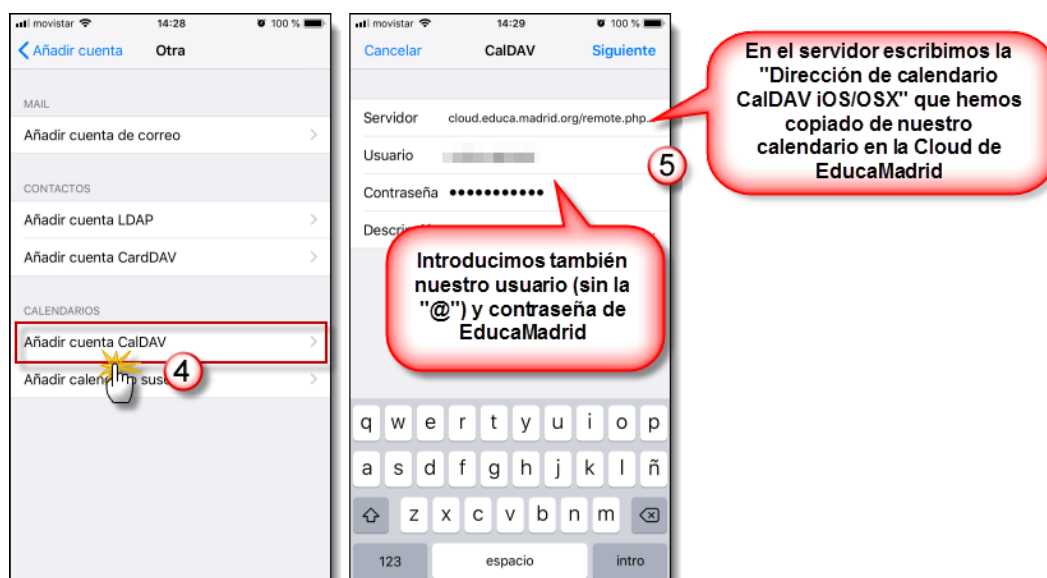 movistar 14:28 100 %
Añadir cuenta Otra
MAIL
Añadir cuenta de correo
CONTACTOS
Añadir cuenta LDAP
Añadir cuenta CardDAV
CALENDARIOS
Añadir cuenta CalDAV
4
Añadir
movistar 14:29 100 %
Cancelar CalDAV Siguiente
Servidor cloud.educa.madrid.org/remote.php...
Usuario
5
Contraseña ●●●●●●●●●●●
Introducimos también
nuestro usuario (sin la
"@") y contraseña de
EducaMadrid
q w e r t y u i o p
a s d f g h j k l ñ
z x c v b n m
123 espacio intro
En el servidor escribimos la
"Dirección de calendario
CalDAV iOS/OSX" que hemos
copiado de nuestro
calendario en la Cloud de
EducaMadrid